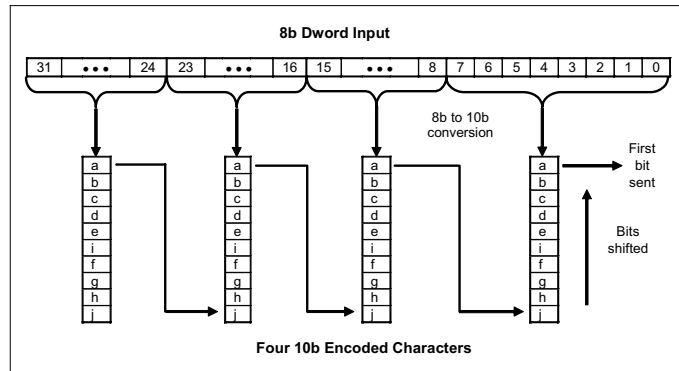 8b Dword Input
31 ••• 24 23 ••• 16 15 ••• 8 7 6 5 4 3 2 1 0
8b to 10b
conversion
a
b
c
d
e
i
f
g
h
j
a
b
c
d
e
i
f
g
h
j
a
b
c
d
e
i
f
g
h
j
a
b
c
d
e
i
f
g
h
j
First
bit
sent
Bits
shifted
Four 10b Encoded Characters